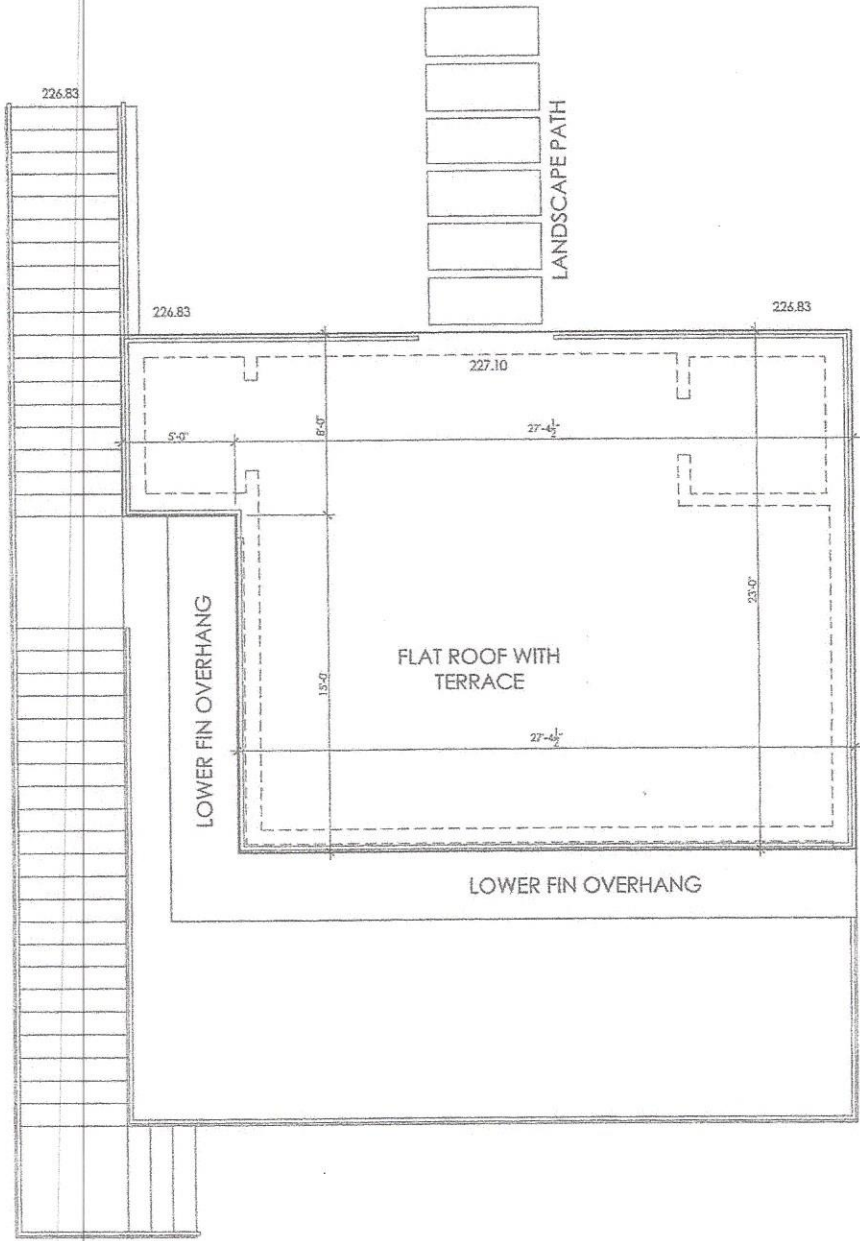 226.83
LANDSCAPE PATH
226.83
226.83
227.10
5'-0"
8'-0"
27'-4½"
LOWER FIN OVERHANG
FLAT ROOF WITH
TERRACE
15'-0"
23'-0"
27'-4½"
LOWER FIN OVERHANG